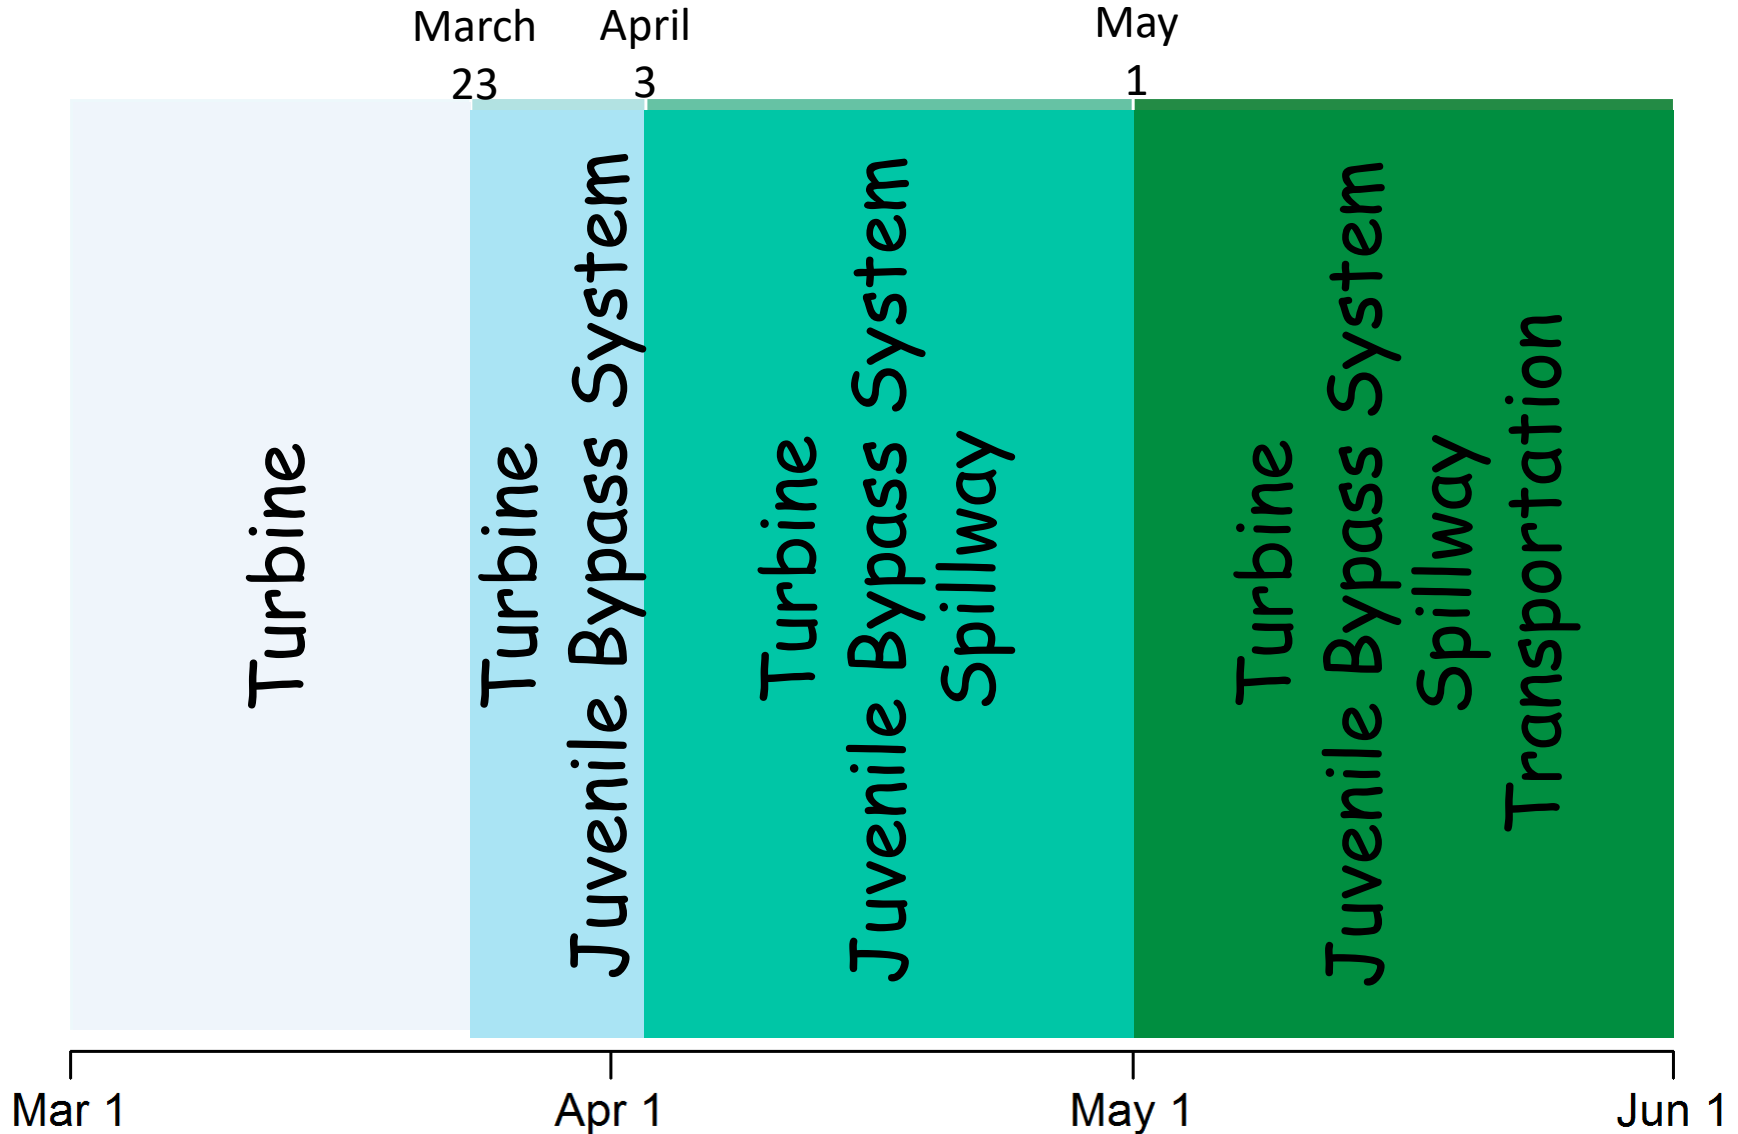 March
23
April
3
May
1
Turbine
Turbine
Juvenile Bypass System
Turbine
Juvenile Bypass System
Spillway
Turbine
Juvenile Bypass System
Spillway
Transportation
Mar 1
Apr 1
May 1
Jun 1